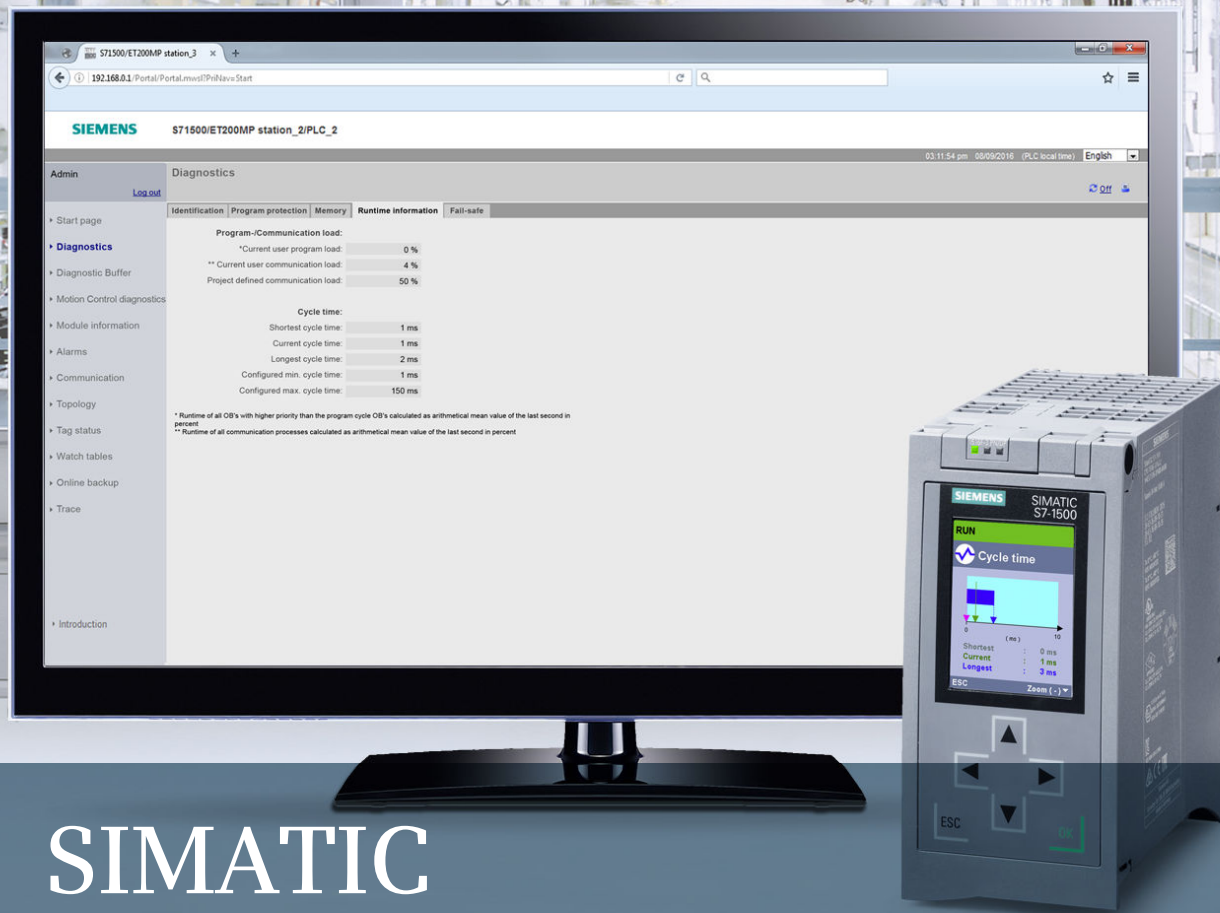 S71500/ET200MP station_3
192.168.0.1/Portal/Portal.mwsl?PriNav=Start
SIEMENS
S71500/ET200MP station_2/PLC_2
03:11:54 pm 08/09/2016 (PLC local time) English
Admin
Log out
Diagnostics
Off
Start page
Diagnostics
Diagnostic Buffer
Motion Control diagnostics
Module information
Alarms
Communication
Topology
Tag status
Watch tables
Online backup
Trace
Introduction
Identification Program protection Memory Runtime information Fail-safe
Program-/Communication load:
*Current user program load: 0 %
** Current user communication load: 4 %
Project defined communication load: 50 %
Cycle time:
Shortest cycle time: 1 ms
Current cycle time: 1 ms
Longest cycle time: 2 ms
Configured min. cycle time: 1 ms
Configured max. cycle time: 150 ms
* Runtime of all OB's with higher priority than the program cycle OB's calculated as arithmetical mean value of the last second in
percent
** Runtime of all communication processes calculated as arithmetical mean value of the last second in percent
SIEMENS
SIEMENS
SIMATIC
S7-1500
RUN
Cycle time
0 (ms) 10
Shortest : 0 ms
Current : 1 ms
Longest : 3 ms
ESC Zoom (-)
ESC
OK
SIMATIC